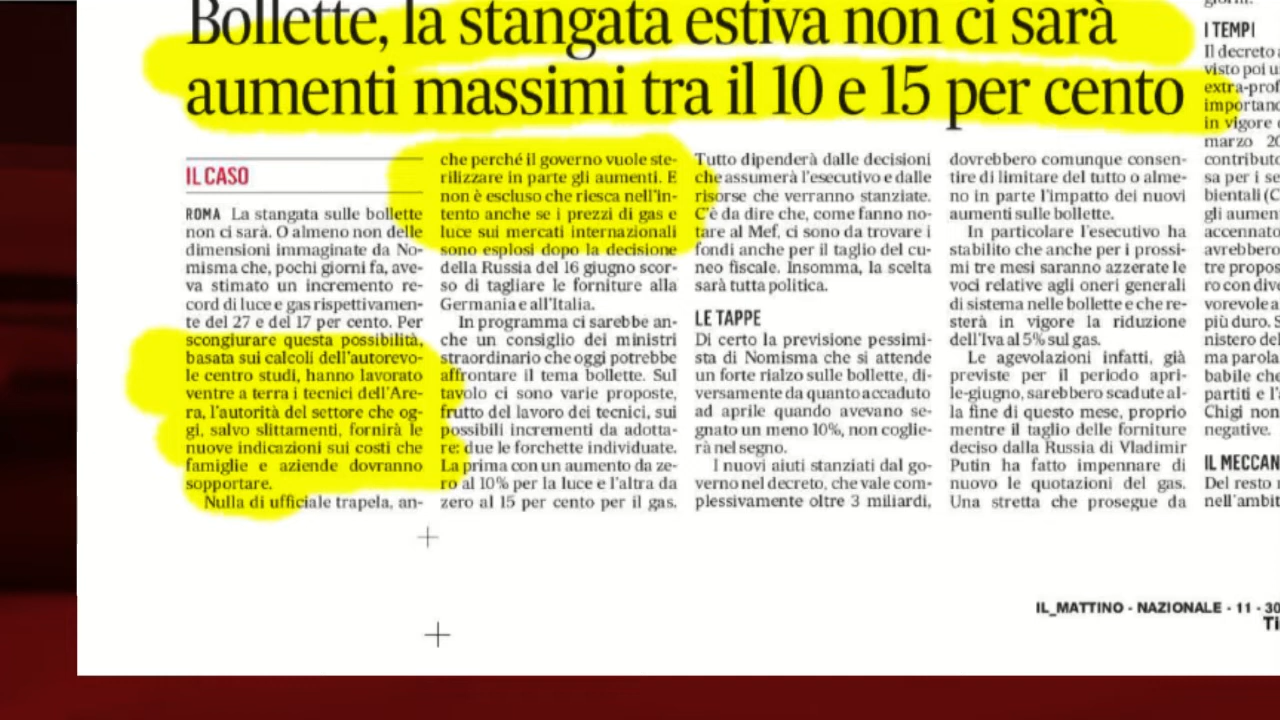 Bollette, la stangata estiva non ci sarà
aumenti massimi tra il 10 e 15 per cento
IL CASO
ROMA La stangata sulle bollette
non ci sarà. O almeno non delle
dimensioni immaginate da No-
misma che, pochi giorni fa, ave-
va stimato un incremento re-
cord di luce e gas rispettivamen-
te del 27 e del 17 per cento. Per
scongiurare questa possibilità,
basata sui calcoli dell'autorevo-
le centro studi, hanno lavorato
ventre a terra i tecnici dell'Are-
ra, l'autorità del settore che og-
gi, salvo slittamenti, fornirà le
nuove indicazioni sui costi che
famiglie e aziende dovranno
sopportare.
Nulla di ufficiale trapela, an-
che perché il governo vuole ste-
rilizzare in parte gli aumenti. E
non è escluso che riesca nell'in-
tento anche se i prezzi di gas e
luce sui mercati internazionali
sono esplosi dopo la decisione
della Russia del 16 giugno scor-
so di tagliare le forniture alla
Germania e all'Italia.
In programma ci sarebbe an-
che un consiglio dei ministri
straordinario che oggi potrebbe
affrontare il tema bollette. Sul
tavolo ci sono varie proposte,
frutto del lavoro dei tecnici, sui
possibili incrementi da adotta-
re: due le forchette individuate.
La prima con un aumento da ze-
ro al 10% per la luce e l'altra da
zero al 15 per cento per il gas.
Tutto dipenderà dalle decisioni
che assumerà l'esecutivo e dalle
risorse che verranno stanziate.
C'è da dire che, come fanno no-
tare al Mef, ci sono da trovare i
fondi anche per il taglio del cu-
neo fiscale. Insomma, la scelta
sarà tutta politica.
LE TAPPE
Di certo la previsione pessimi-
sta di Nomisma che si attende
un forte rialzo sulle bollette, di-
versamente da quanto accaduto
ad aprile quando avevano se-
gnato un meno 10%, non coglie-
rà nel segno.
I nuovi aiuti stanziati dal go-
verno nel decreto, che vale com-
plessivamente oltre 3 miliardi,
dovrebbero comunque consen-
tire di limitare del tutto o alme-
no in parte l'impatto dei nuovi
aumenti sulle bollette.
In particolare l'esecutivo ha
stabilito che anche per i prossi-
mi tre mesi saranno azzerate le
voci relative agli oneri generali
di sistema nelle bollette e che re-
sterà in vigore la riduzione
dell'Iva al 5% sul gas.
Le agevolazioni infatti, già
previste per il periodo apri-
le-giugno, sarebbero scadute al-
la fine di questo mese, proprio
mentre il taglio delle forniture
deciso dalla Russia di Vladimir
Putin ha fatto impennare di
nuovo le quotazioni del gas.
Una stretta che prosegue da
I TEMPI
Il decreto
visto poi u
extra-prof
importanc
in vigore
marzo 20
contributo
sa per i se
bientali (C
gli aumen
accennato
avrebbero
tre propos
ro con dive
vorevole a
più duro. S
nistero del
ma parola
babile che
partiti e l'
Chigi non
negative.
IL MECCAN
Del resto
nell'ambit
IL_MATTINO - NAZIONALE - 11 - 30
Ti